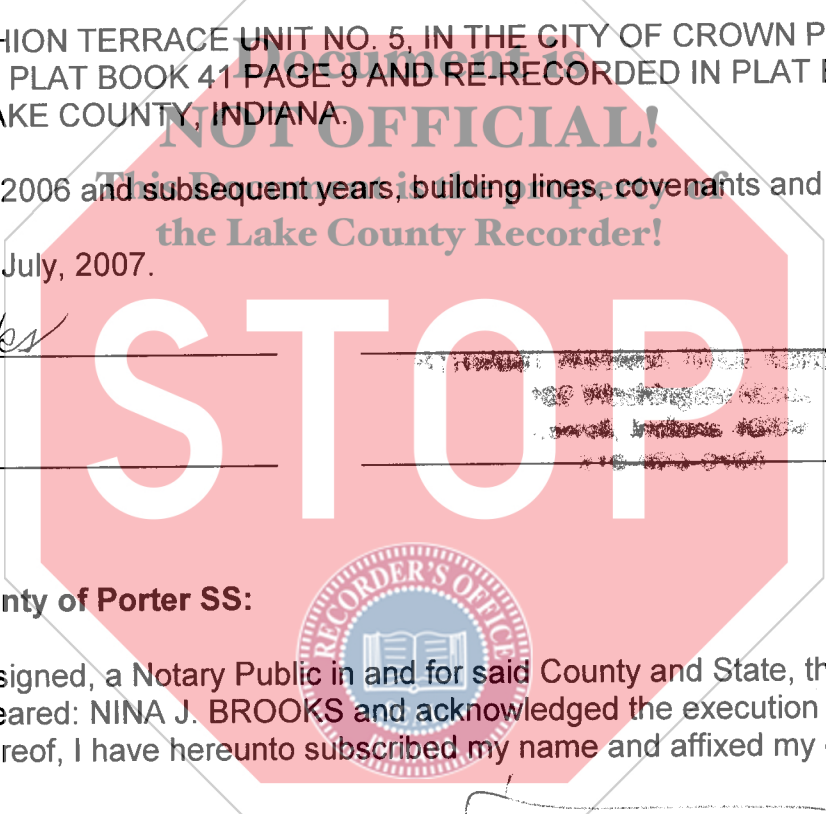 HION TERRACE UNIT NO. 5, IN THE CITY OF CROWN P
Document is
PLAT BOOK 41 PAGE 9 AND RE-RECORDED IN PLAT B
AKE COUNTY, INDIANA.
NOT OFFICIAL!
2006 and subsequent years, building lines, covenants and
This Document is the property of
the Lake County Recorder!
July, 2007.
STOP
nty of Porter SS:
RECORDER'S OFFICE
signed, a Notary Public in and for said County and State, th
eared: NINA J. BROOKS and acknowledged the execution
reof, I have hereunto subscribed my name and affixed my